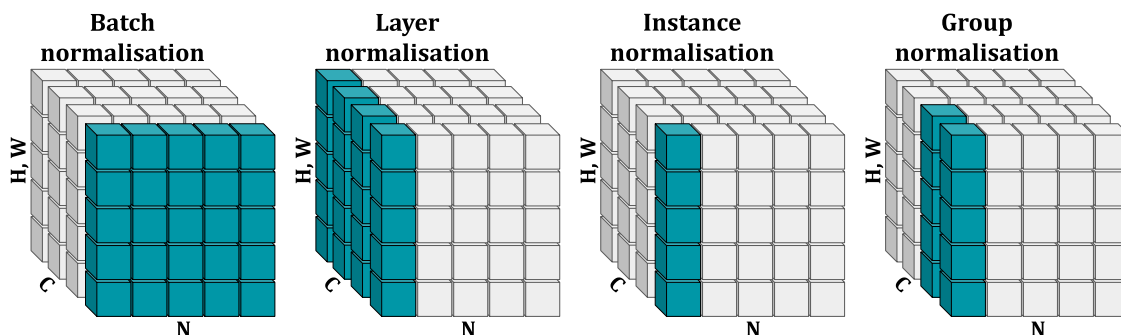 Batch
normalisation
Layer
normalisation
Instance
normalisation
Group
normalisation
H, W
C
N
H, W
C
N
H, W
C
N
H, W
C
N